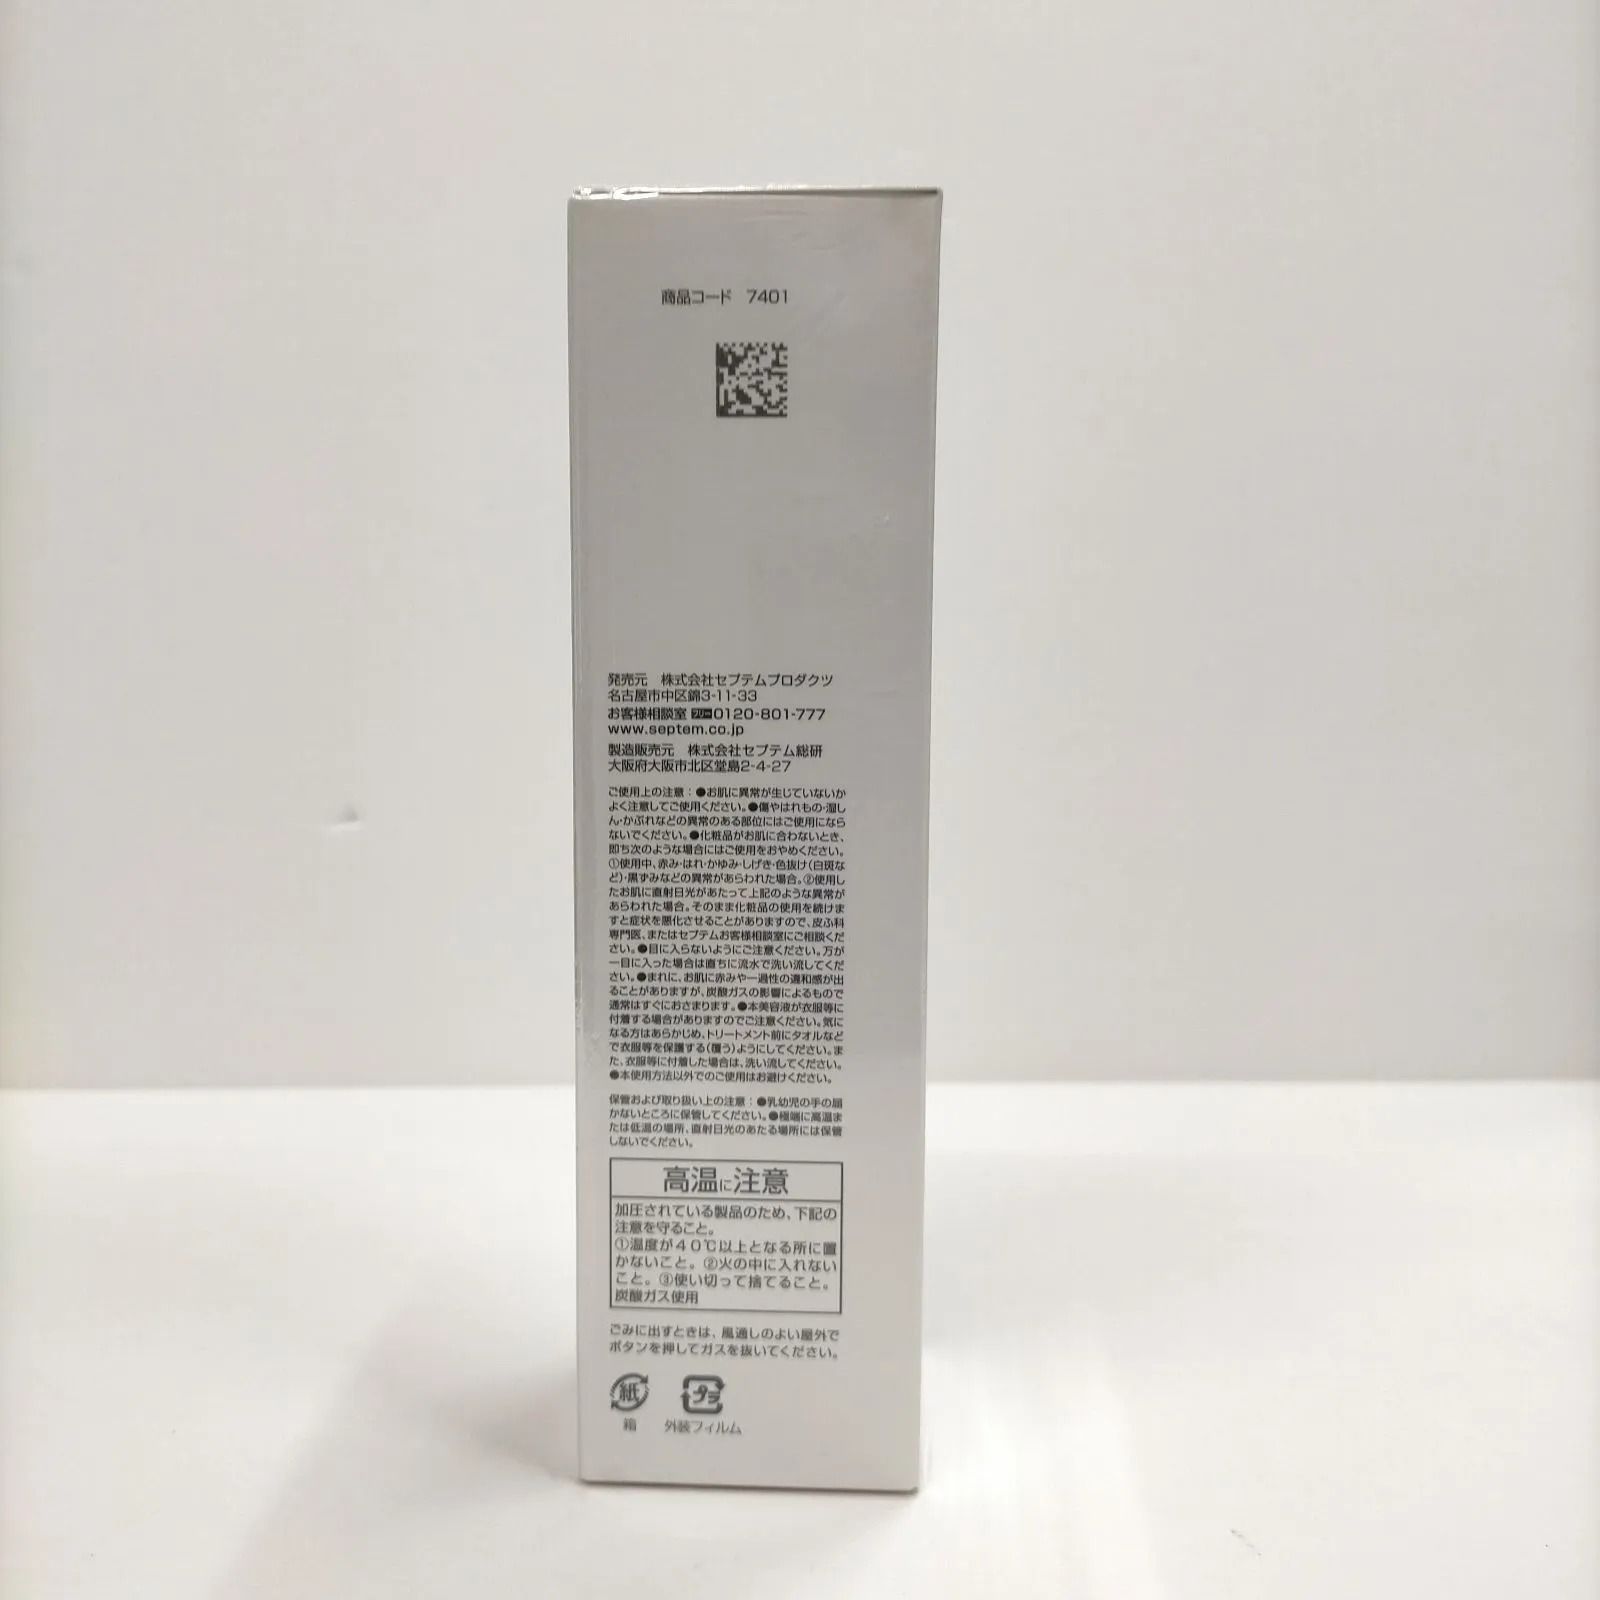 商品コード 7401
発売元 株式会社セプテムプロダクツ
名古屋市中区錦3-11-33
お客様相談室 フリー 0120-801-777
www.septem.co.jp
製造販売元 株式会社セプテム総研
大阪府大阪市北区堂島2-4-27
ご使用上の注意：●お肌に異常が生じていないか
よく注意してご使用ください。●傷やはれもの・湿し
ん・かぶれなどの異常のある部位にはご使用になら
ないでください。●化粧品がお肌に合わないとき、
即ち次のような場合にはご使用をおやめください。
①使用中、赤み・はれ・かゆみ・しげき・色抜け（白斑な
ど）・黒ずみなどの異常があらわれた場合。②使用し
たお肌に直射日光があたって上記のような異常が
あらわれた場合。そのまま化粧品の使用を続けま
すと症状を悪化させることがありますので、皮ふ科
専門医、またはセプテムお客様相談室にご相談くだ
さい。●目に入らないようにご注意ください。万が
一目に入った場合は直ちに流水で洗い流してくだ
さい。●まれに、お肌に赤みや一過性の違和感が出
ることがありますが、炭酸ガスの影響によるもので
通常はすぐにおさまります。●本美容液が衣服等に
付着する場合がありますのでご注意ください。気に
なる方はあらかじめ、トリートメント前にタオルなど
で衣服等を保護する（覆う）ようにしてください。ま
た、衣服等に付着した場合は、洗い流してください。
●本使用方法以外でのご使用はお避けください。
保管および取り扱い上の注意：●乳幼児の手の届
かないところに保管してください。●極端に高温ま
たは低温の場所、直射日光のあたる場所には保管
しないでください。
高温に注意
加圧されている製品のため、下記の
注意を守ること。
①温度が40℃以上となる所に置
かないこと。②火の中に入れない
こと。③使い切って捨てること。
炭酸ガス使用
ごみに出すときは、風通しのよい屋外で
ボタンを押してガスを抜いてください。
紙 プラ
箱 外装フィルム